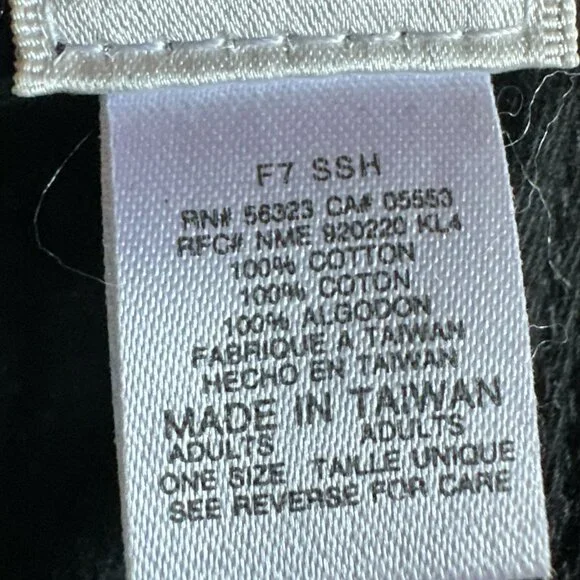 F7 SSH
RN# 56323 CA# 05553
RFC# NME 920220 KL4
100% COTTON
100% COTON
100% ALGODON
FABRIQUE A TAIWAN
HECHO EN TAIWAN
MADE IN TAIWAN
ADULTS ADULTS
ONE SIZE TAILLE UNIQUE
SEE REVERSE FOR CARE